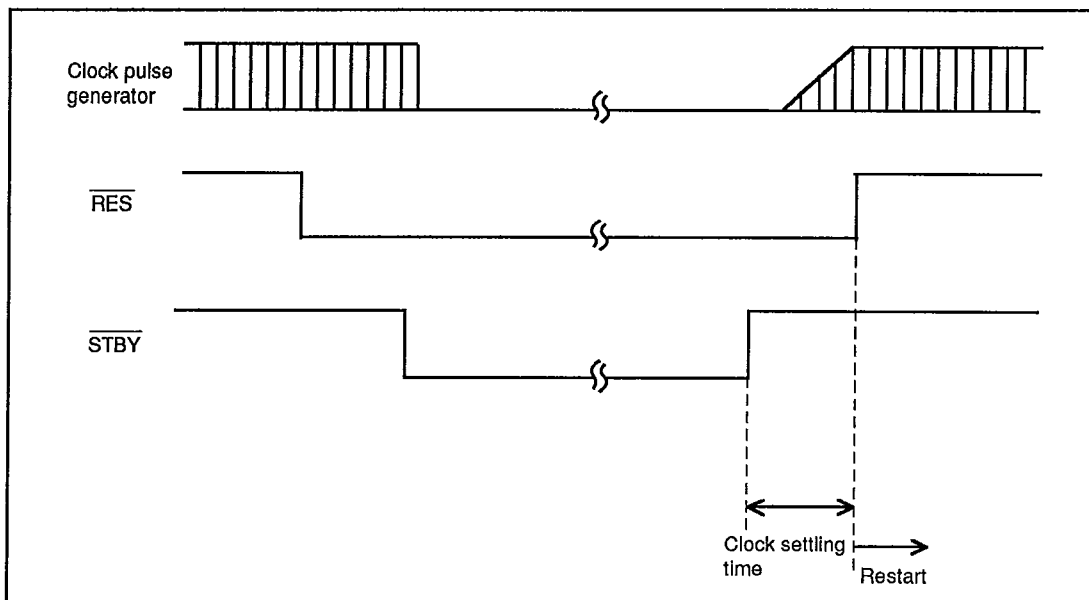 Clock pulse
generator
RES
STBY
Clock settling
time
Restart